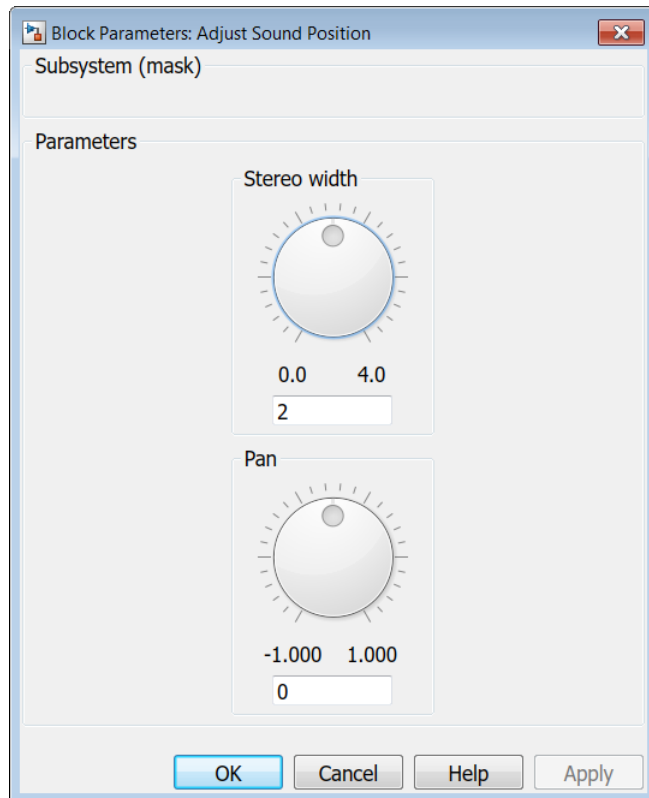 Block Parameters: Adjust Sound Position
Subsystem (mask)
Parameters
Stereo width
0.0 4.0
2
Pan
-1.000 1.000
0
OK Cancel Help Apply